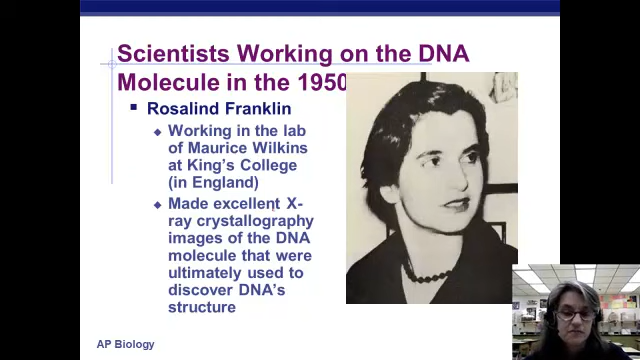 Scientists Working on the DNA
Molecule in the 1950
Rosalind Franklin
Working in the lab
of Maurice Wilkins
at King's College
(in England)
Made excellent X-
ray crystallography
images of the DNA
molecule that were
ultimately used to
discover DNA's
structure
AP Biology